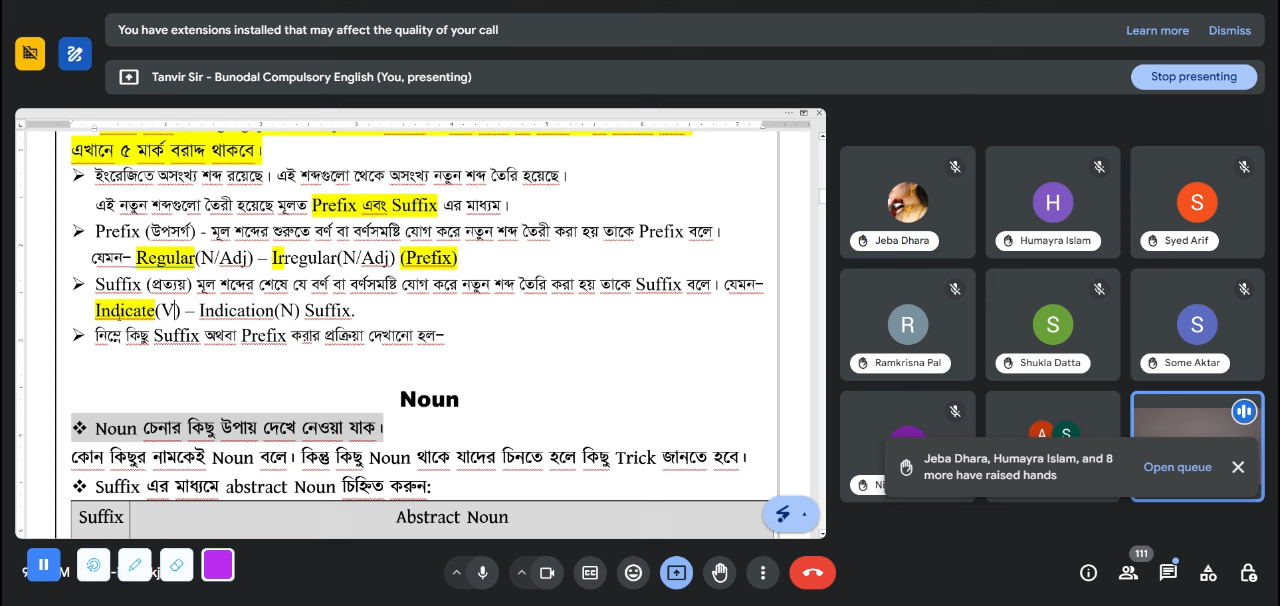 You have extensions installed that may affect the quality of your call
Learn more
Dismiss
Tanvir Sir - Bunodal Compulsory English (You, presenting)
Stop presenting
এখানে ৫ মার্ক বরাদ্দ থাকবে।
➢ ইংরেজিতে অসংখ্য শব্দ রয়েছে। এই শব্দগুলো থেকে অসংখ্য নতুন শব্দ তৈরি হয়েছে।
এই নতুন শব্দগুলো তৈরী হয়েছে মূলত Prefix এবং Suffix এর মাধ্যম।
➢ Prefix (উপসর্গ) - মূল শব্দের শুরুতে বর্ণ বা বর্ণসমষ্টি যোগ করে নতুন শব্দ তৈরী করা হয় তাকে Prefix বলে।
যেমন– Regular(N/Adj) – Irregular(N/Adj) (Prefix)
➢ Suffix (প্রত্যয়) মূল শব্দের শেষে যে বর্ণ বা বর্ণসমষ্টি যোগ করে নতুন শব্দ তৈরি করা হয় তাকে Suffix বলে। যেমন–
Indicate(V) – Indication(N) Suffix.
➢ নিম্নে কিছু Suffix অথবা Prefix করার প্রক্রিয়া দেখানো হল–
Noun
❖ Noun চেনার কিছু উপায় দেখে নেওয়া যাক।
কোন কিছুর নামকেই Noun বলে। কিন্তু কিছু Noun থাকে যাদের চিনতে হলে কিছু Trick জানতে হবে।
❖ Suffix এর মাধ্যমে abstract Noun চিহ্নিত করুন:
Suffix Abstract Noun
Jeba Dhara
H
Humayra Islam
S
Syed Arif
R
Ramkrisna Pal
S
Shukla Datta
S
Some Aktar
A S
Jeba Dhara, Humayra Islam, and 8
more have raised hands
Open queue
111